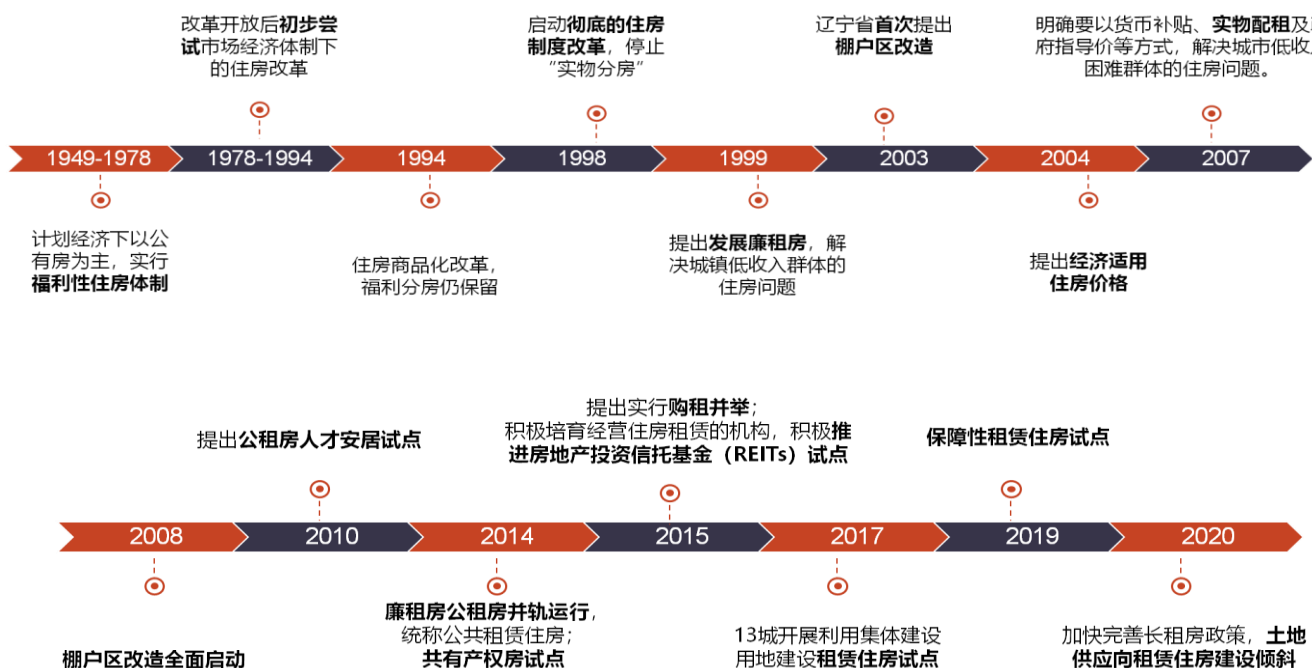 改革开放后初步尝
试市场经济体制下
的住房改革
启动彻底的住房
制度改革，停止
“实物分房”
辽宁省首次提出
棚户区改造
明确要以货币补贴、实物配租及
府指导价等方式，解决城市低收
困难群体的住房问题。
1949-1978
1978-1994
1994
1998
1999
2003
2004
2007
计划经济下以公
有房为主，实行
福利性住房体制
住房商品化改革，
福利分房仍保留
提出发展廉租房，解
决城镇低收入群体的
住房问题
提出经济适用
住房价格
提出公租房人才安居试点
提出实行购租并举；
积极培育经营住房租赁的机构，积极推
进房地产投资信托基金（REITs）试点
保障性租赁住房试点
2008
2010
2014
2015
2017
2019
2020
棚户区改造全面启动
廉租房公租房并轨运行，
统称公共租赁住房；
共有产权房试点
13城开展利用集体建设
用地建设租赁住房试点
加快完善长租房政策，土地
供应向租赁住房建设倾斜